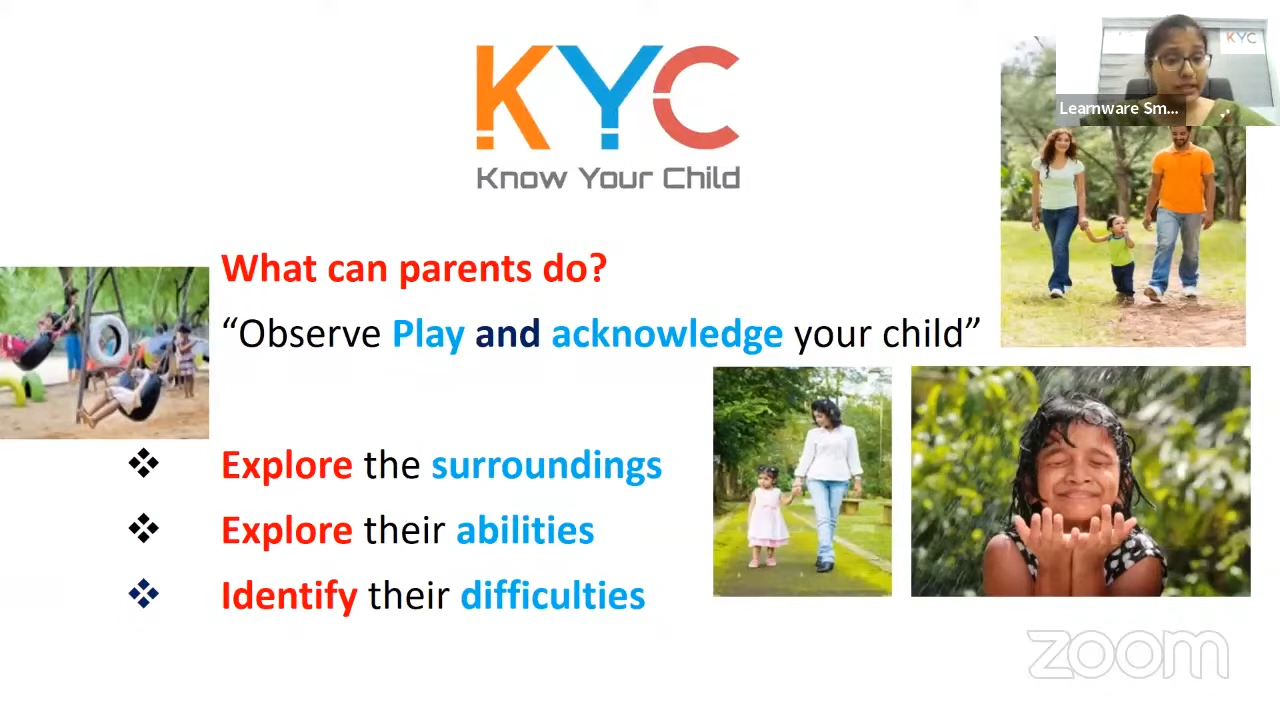 KYC
KYC
Know Your Child
Learnware Sm...
What can parents do?
“Observe Play and acknowledge your child”
❖ Explore the surroundings
❖ Explore their abilities
❖ Identify their difficulties
zoom